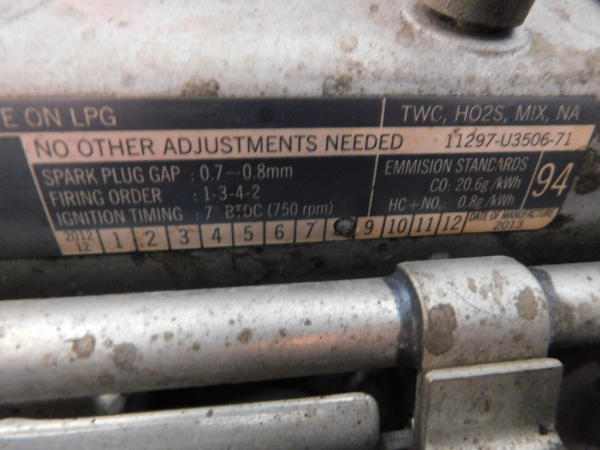 E ON LPG TWC, HO2S, MIX, NA
NO OTHER ADJUSTMENTS NEEDED 11297-U3506-71
SPARK PLUG GAP : 0.7~0.8mm
FIRING ORDER : 1-3-4-2
IGNITION TIMING : 7° BTDC (750 rpm)
EMMISION STANDARDS
CO: 20.6g/kWh
HC+NOx: 0.8g/kWh
94
2012 12 1 2 3 4 5 6 7 9 10 11 12 DATE OF MANUFACTURE 2013